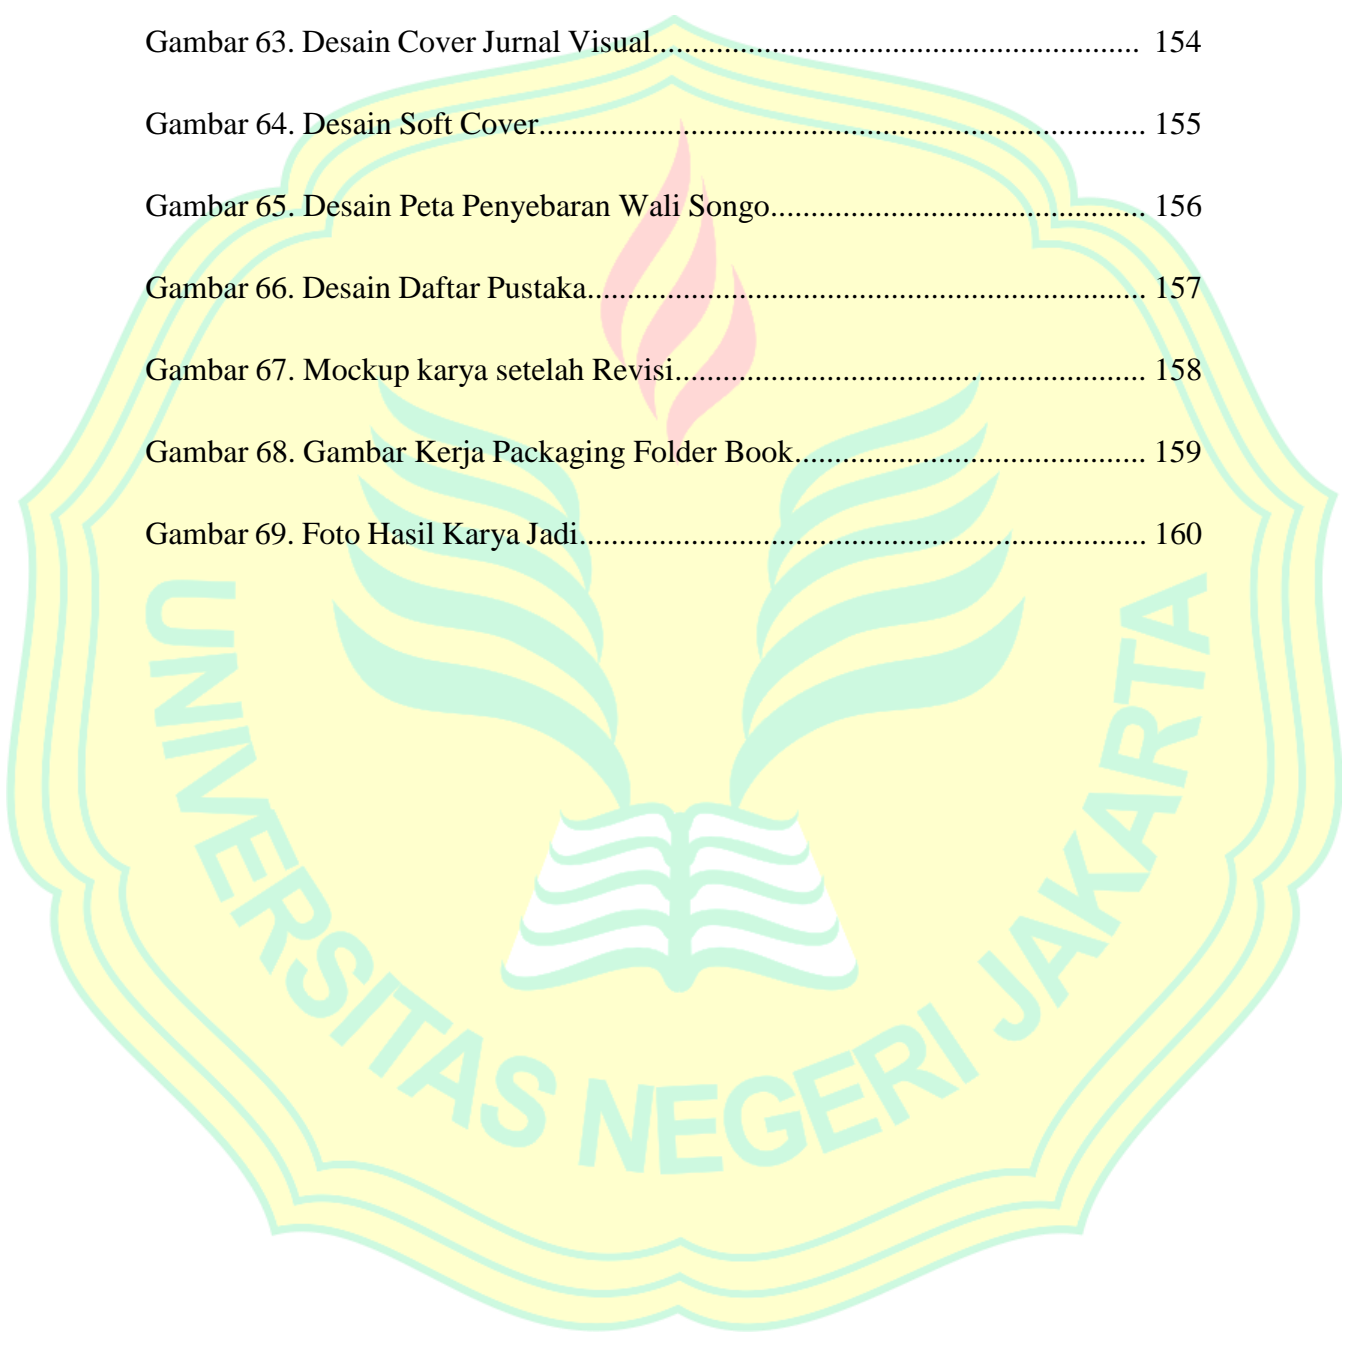 Gambar 63. Desain Cover Jurnal Visual............................................................. 154
Gambar 64. Desain Soft Cover............................................................................ 155
Gambar 65. Desain Peta Penyebaran Wali Songo............................................... 156
Gambar 66. Desain Daftar Pustaka...................................................................... 157
Gambar 67. Mockup karya setelah Revisi........................................................... 158
Gambar 68. Gambar Kerja Packaging Folder Book............................................ 159
Gambar 69. Foto Hasil Karya Jadi....................................................................... 160
UNIVERSITAS NEGERI JAKARTA